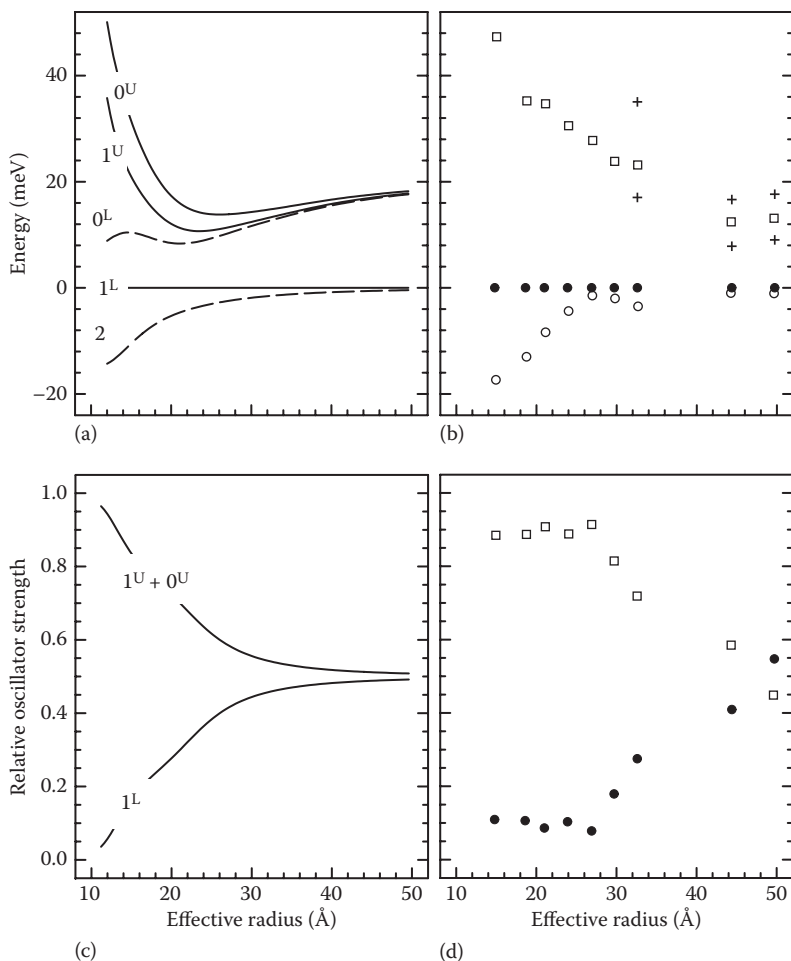 40
20
0
−20
Energy (meV)
0ᵁ
1ᵁ
0ᴸ
1ᴸ
2
(a)
(b)
1.0
0.8
0.6
0.4
0.2
0.0
Relative oscillator strength
1ᵁ + 0ᵁ
1ᴸ
10 20 30 40 50
10 20 30 40 50
Effective radius (Å)
Effective radius (Å)
(c)
(d)